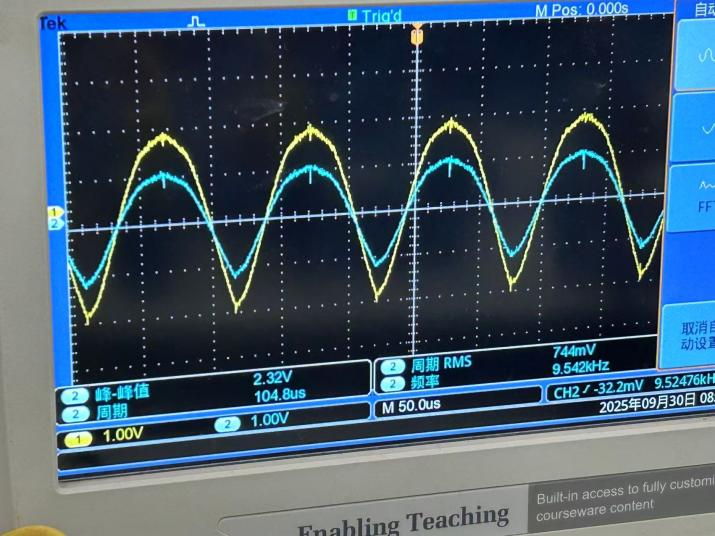 Tek
Trig'd
M Pos: 0.000s
1
2
FF
取消自
动设置
2 峰-峰值 2.32V
2 周期 104.8us
2 周期 RMS 744mV
2 频率 9.542kHz
1 1.00V
2 1.00V
M 50.0us
CH2 -32.2mV 9.52476kH
2025年09月30日 08:
Enabling Teaching
Built-in access to fully customi
courseware content